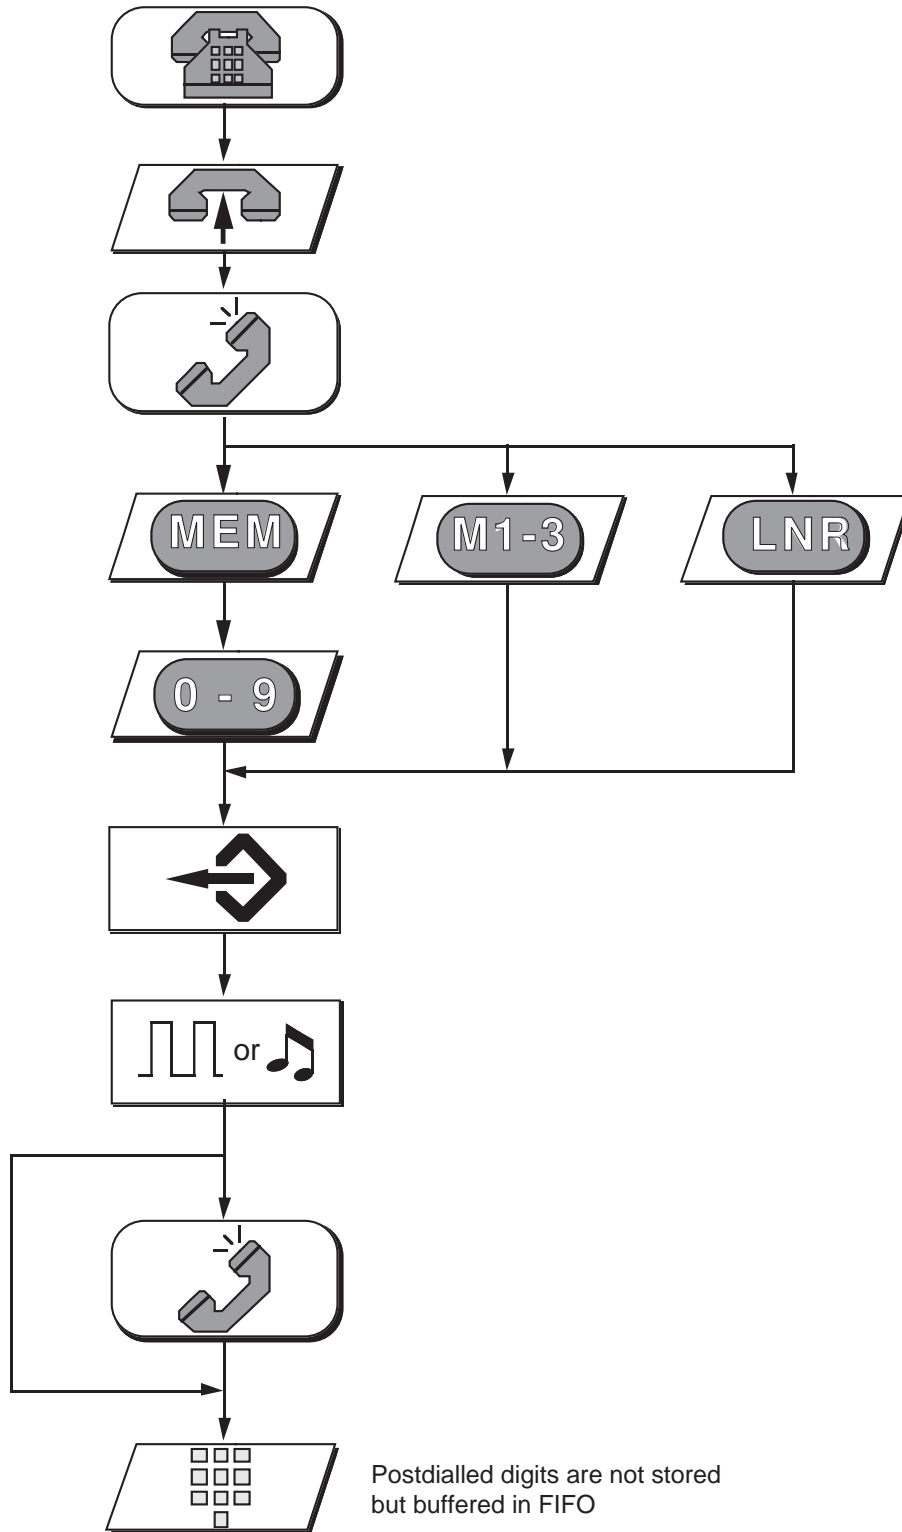 MEM
M1-3
LNR
0 - 9
or
Postdialled digits are not stored
but buffered in FIFO